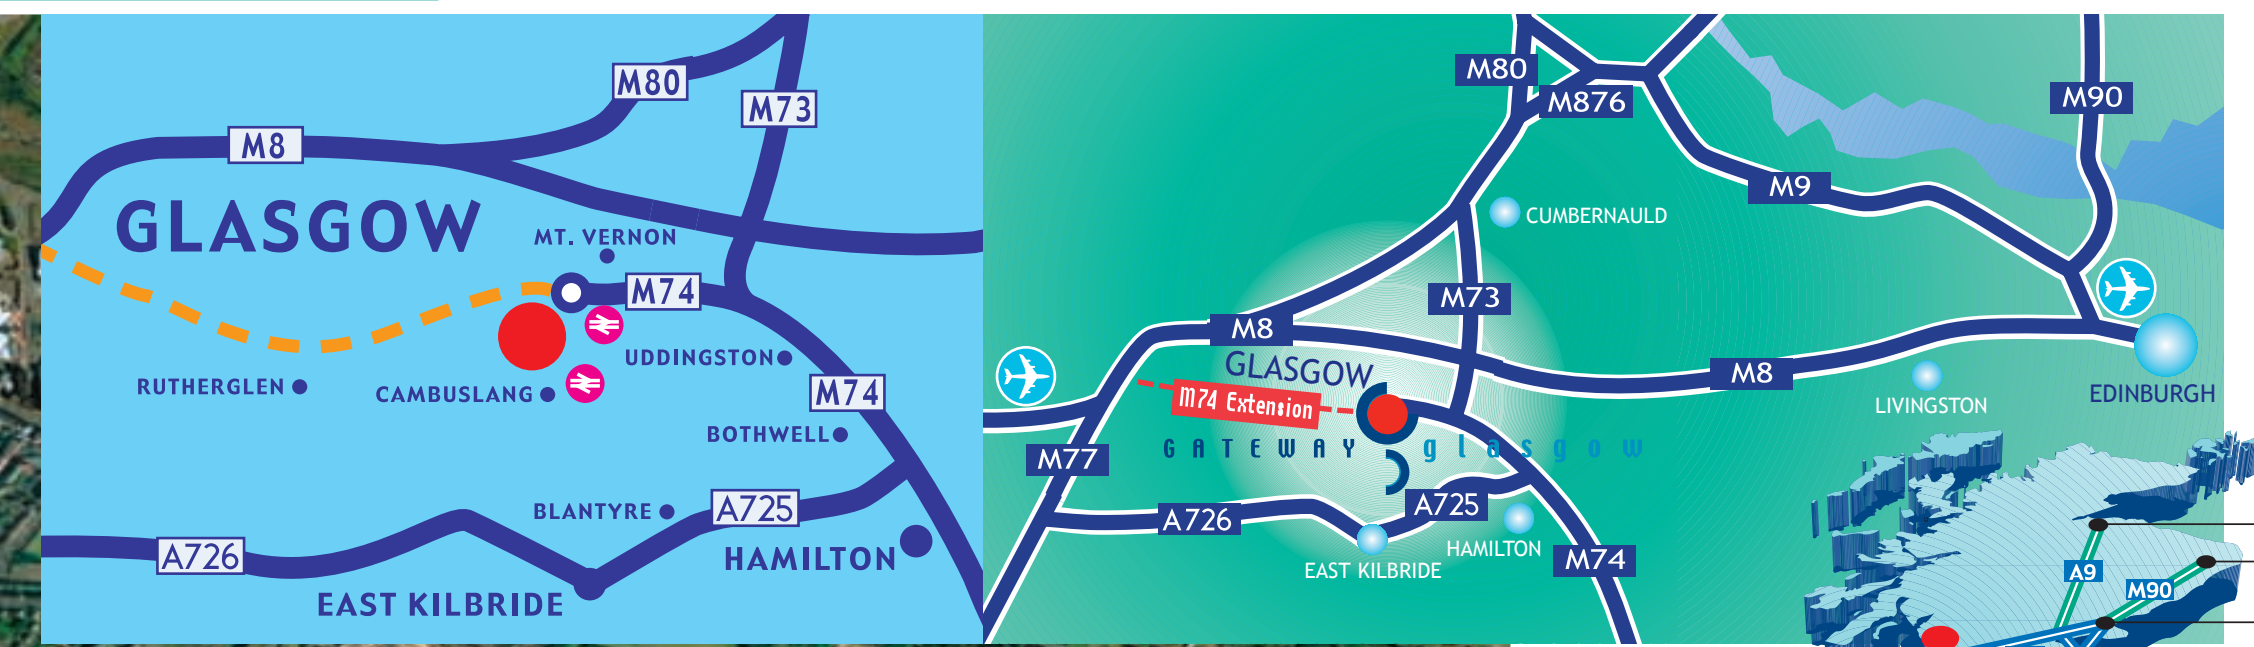 M80
M73
M8
GLASGOW
MT. VERNON
M74
UDDINGSTON
RUTHERGLEN
CAMBUSLANG
M74
BOTHWELL
BLANTYRE
A725
A726
HAMILTON
EAST KILBRIDE
M80
M876
M90
M9
CUMBERNAULD
M73
M8
GLASGOW
M74 Extension
M8
LIVINGSTON
EDINBURGH
GATEWAY glasgow
M77
A726
A725
HAMILTON
EAST KILBRIDE
M74
A9
M90